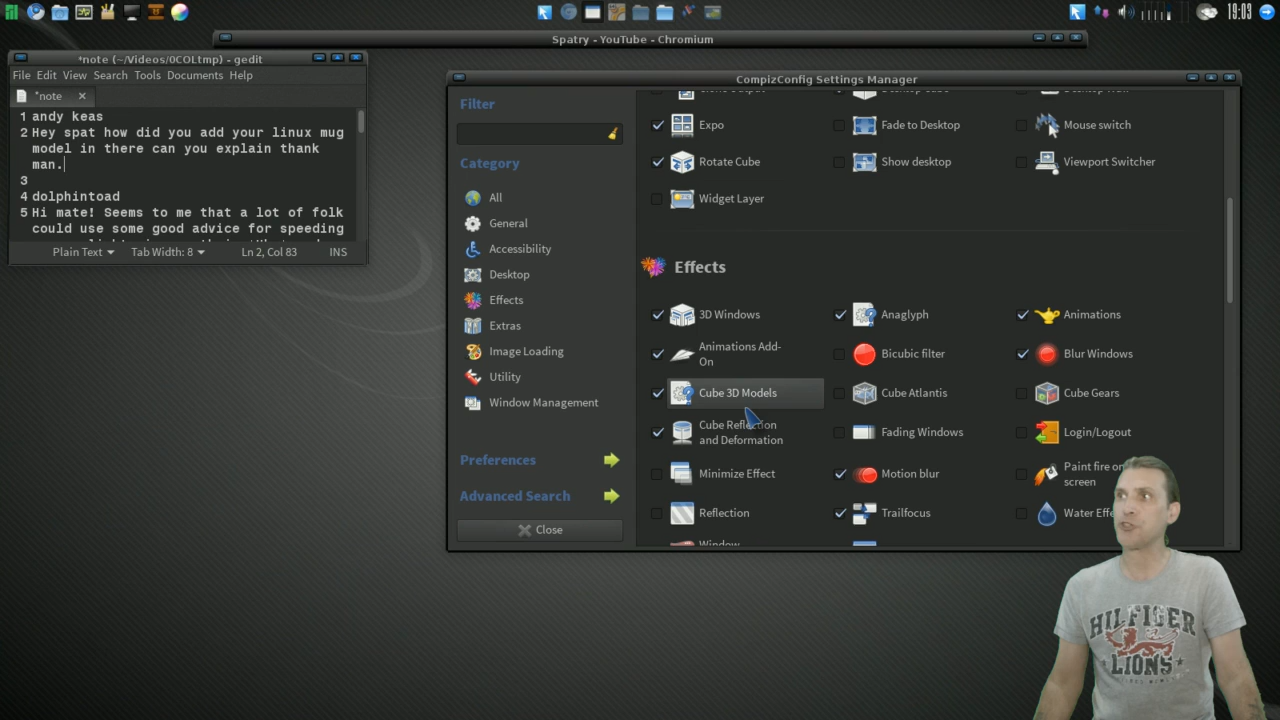 19:03
Spatry - YouTube - Chromium
*note (~/Videos/0COLtmp) - gedit
File Edit View Search Tools Documents Help
*note
1 andy keas
2 Hey spat how did you add your linux mug
model in there can you explain thank
man.
3
4 dolphintoad
5 Hi mate! Seems to me that a lot of folk
could use some good advice for speeding
Plain Text Tab Width: 8 Ln 2, Col 83 INS
CompizConfig Settings Manager
Filter
Category
All
General
Accessibility
Desktop
Effects
Extras
Image Loading
Utility
Window Management
Preferences
Advanced Search
Close
Expo Fade to Desktop Mouse switch
Rotate Cube Show desktop Viewport Switcher
Widget Layer
Effects
3D Windows Anaglyph Animations
Animations Add-
On
Bicubic filter Blur Windows
Cube 3D Models Cube Atlantis Cube Gears
Cube Reflection
and Deformation
Fading Windows Login/Logout
Minimize Effect Motion blur
Paint fire on
screen
Reflection Trailfocus Water
Window
HILFIGER
LIONS